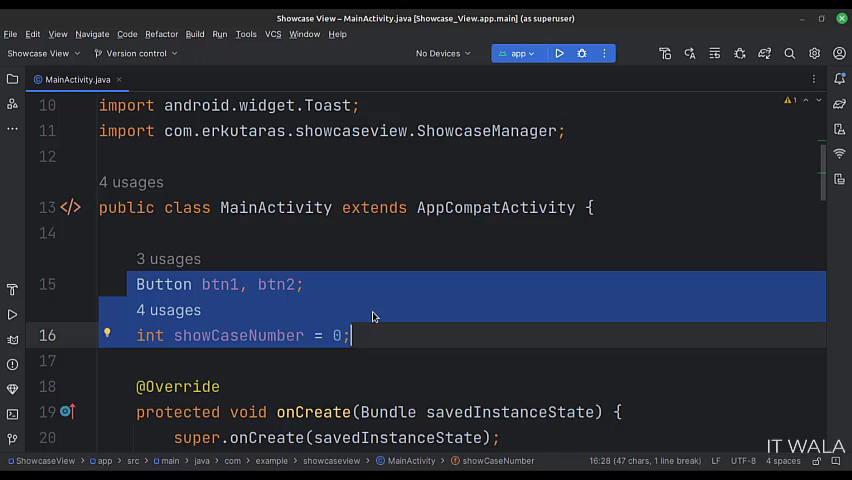 Showcase View – MainActivity.java [Showcase_View.app.main] (as superuser)
File Edit View Navigate Code Refactor Build Run Tools VCS Window Help
Showcase View Version control No Devices app
MainActivity.java
10 import android.widget.Toast;
1
11 import com.erkutaras.showcaseview.ShowcaseManager;
12
4 usages
13 public class MainActivity extends AppCompatActivity {
14
3 usages
15 Button btn1, btn2;
4 usages
16 int showCaseNumber = 0;
17
18 @Override
19 protected void onCreate(Bundle savedInstanceState) {
20 super.onCreate(savedInstanceState);
IT WALA
ShowcaseView app src main java com example showcaseview MainActivity showCaseNumber 16:28 (47 chars, 1 line break) LF UTF-8 4 spaces